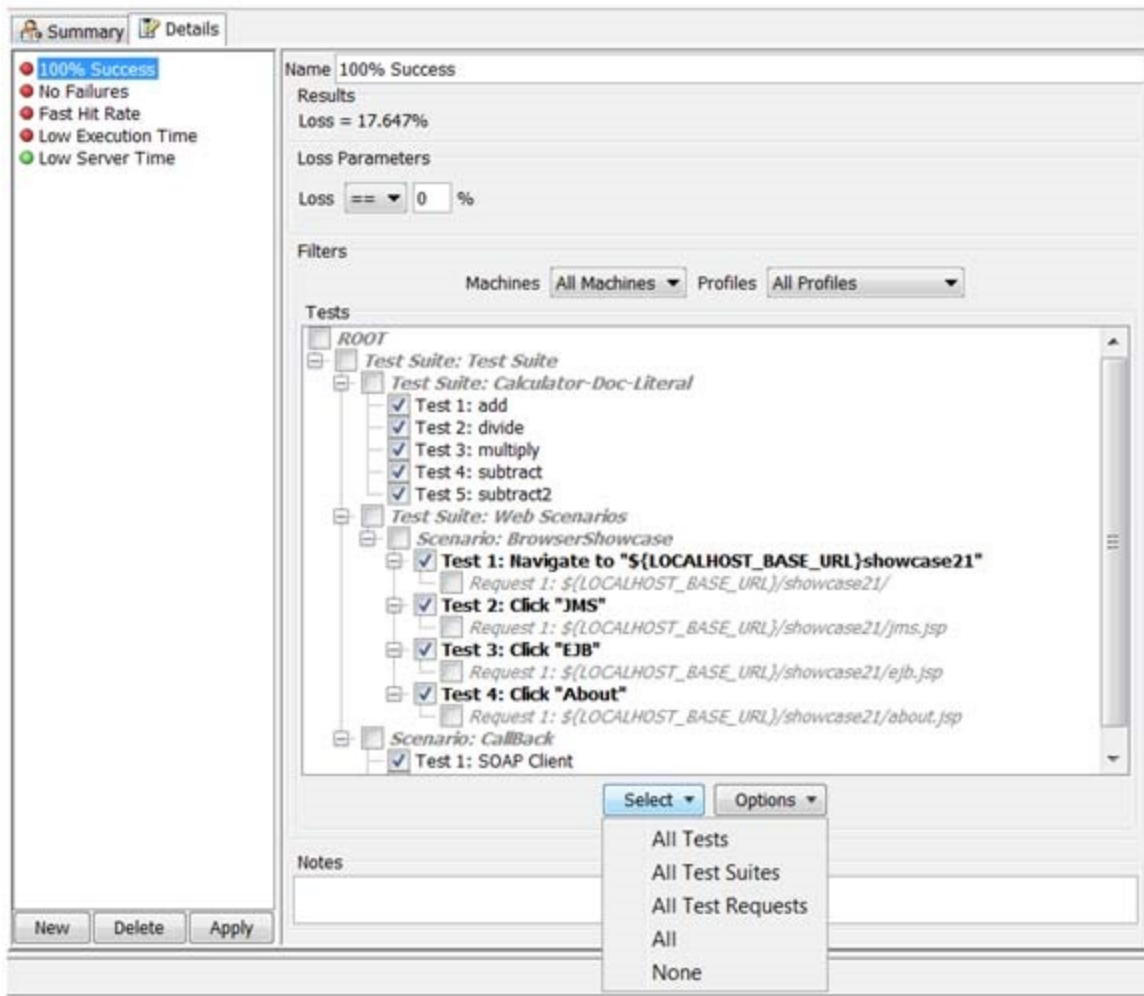 Summary Details
100% Success
No Failures
Fast Hit Rate
Low Execution Time
Low Server Time
New Delete Apply
Name 100% Success
Results
Loss = 17.647%
Loss Parameters
Loss == 0 %
Filters
Machines All Machines Profiles All Profiles
Tests
ROOT
Test Suite: Test Suite
Test Suite: Calculator-Doc-Literal
Test 1: add
Test 2: divide
Test 3: multiply
Test 4: subtract
Test 5: subtract2
Test Suite: Web Scenarios
Scenario: BrowserShowcase
Test 1: Navigate to "${LOCALHOST_BASE_URL}showcase21"
Request 1: ${LOCALHOST_BASE_URL}/showcase21/
Test 2: Click "JMS"
Request 1: ${LOCALHOST_BASE_URL}/showcase21/jms.jsp
Test 3: Click "EJB"
Request 1: ${LOCALHOST_BASE_URL}/showcase21/ejb.jsp
Test 4: Click "About"
Request 1: ${LOCALHOST_BASE_URL}/showcase21/about.jsp
Scenario: CallBack
Test 1: SOAP Client
Select Options
All Tests
All Test Suites
All Test Requests
All
None
Notes